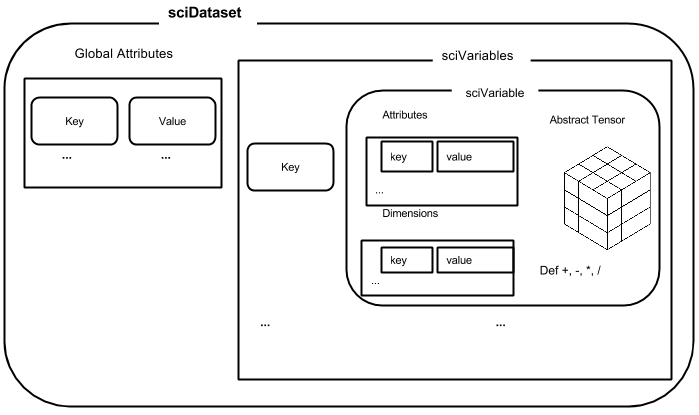 sciDataset
Global Attributes
Key Value
... ...
sciVariables
Key
sciVariable
Attributes
key value
...
Dimensions
key value
...
Abstract Tensor
Def +, -, *, /
... ...